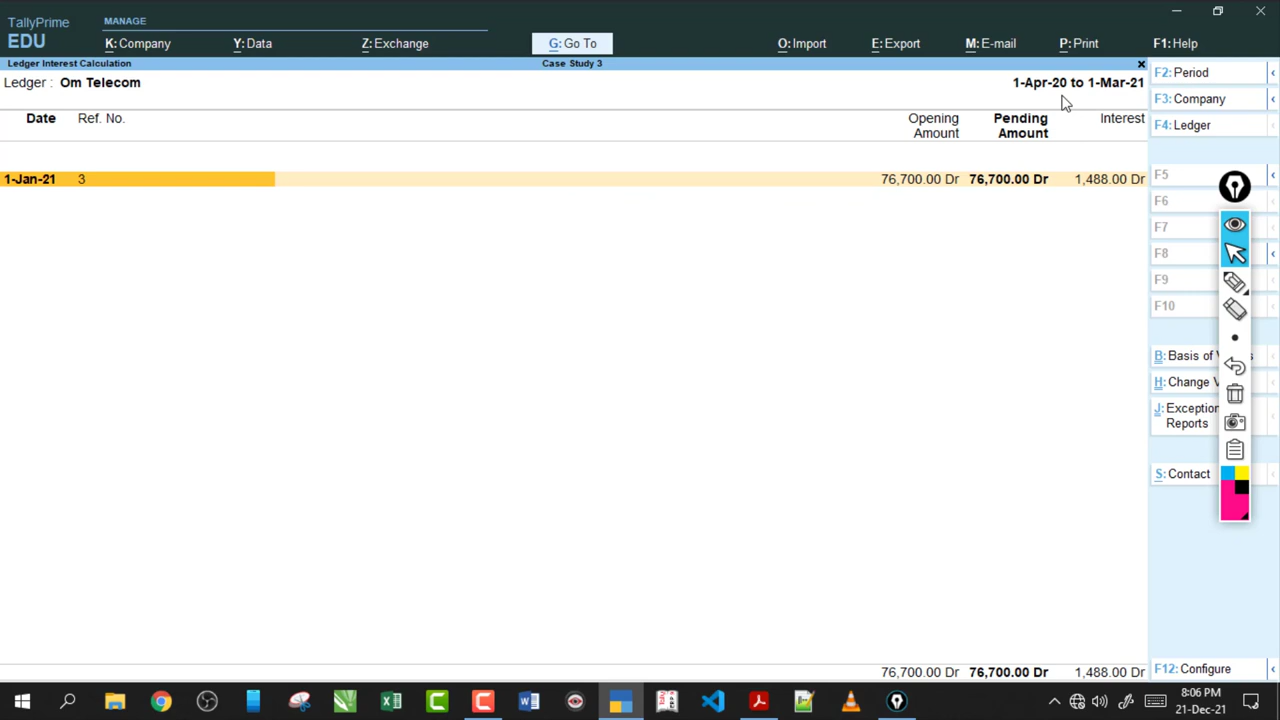 TallyPrime
MANAGE
EDU
K: Company
Y: Data
Z: Exchange
G: Go To
O: Import
E: Export
M: E-mail
P: Print
F1: Help
Ledger Interest Calculation
Case Study 3
Ledger : Om Telecom
1-Apr-20 to 1-Mar-21
Date
Ref. No.
Opening
Amount
Pending
Amount
Interest
1-Jan-21 3 76,700.00 Dr 76,700.00 Dr 1,488.00 Dr
76,700.00 Dr 76,700.00 Dr 1,488.00 Dr
F2: Period
F3: Company
F4: Ledger
F5
F6
F7
F8
F9
F10
B: Basis of
H: Change V
J: Exception
Reports
S: Contact
F12: Configure
8:06 PM
21-Dec-21